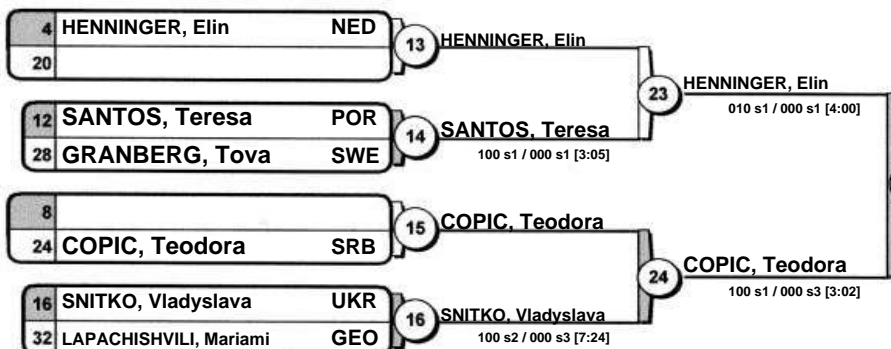 4 HENNINGER, Elin NED
20
13 HENNINGER, Elin
12 SANTOS, Teresa POR
28 GRANBERG, Tova SWE
14 SANTOS, Teresa
100 s1 / 000 s1 [3:05]
23 HENNINGER, Elin
010 s1 / 000 s1 [4:00]
8
24 COPIC, Teodora SRB
15 COPIC, Teodora
16 SNITKO, Vladyslava UKR
32 LAPACHISHVILI, Mariami GEO
16 SNITKO, Vladyslava
100 s2 / 000 s3 [7:24]
24 COPIC, Teodora
100 s1 / 000 s3 [3:02]